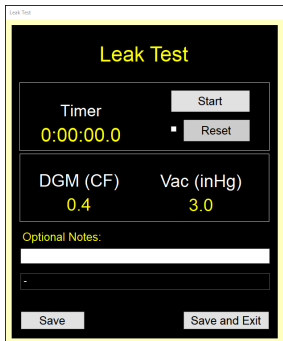 Leak Test
Leak Test
Timer
Start
0:00:00.0
Reset
DGM (CF)
Vac (inHg)
0.4
3.0
Optional Notes:
-
Save
Save and Exit